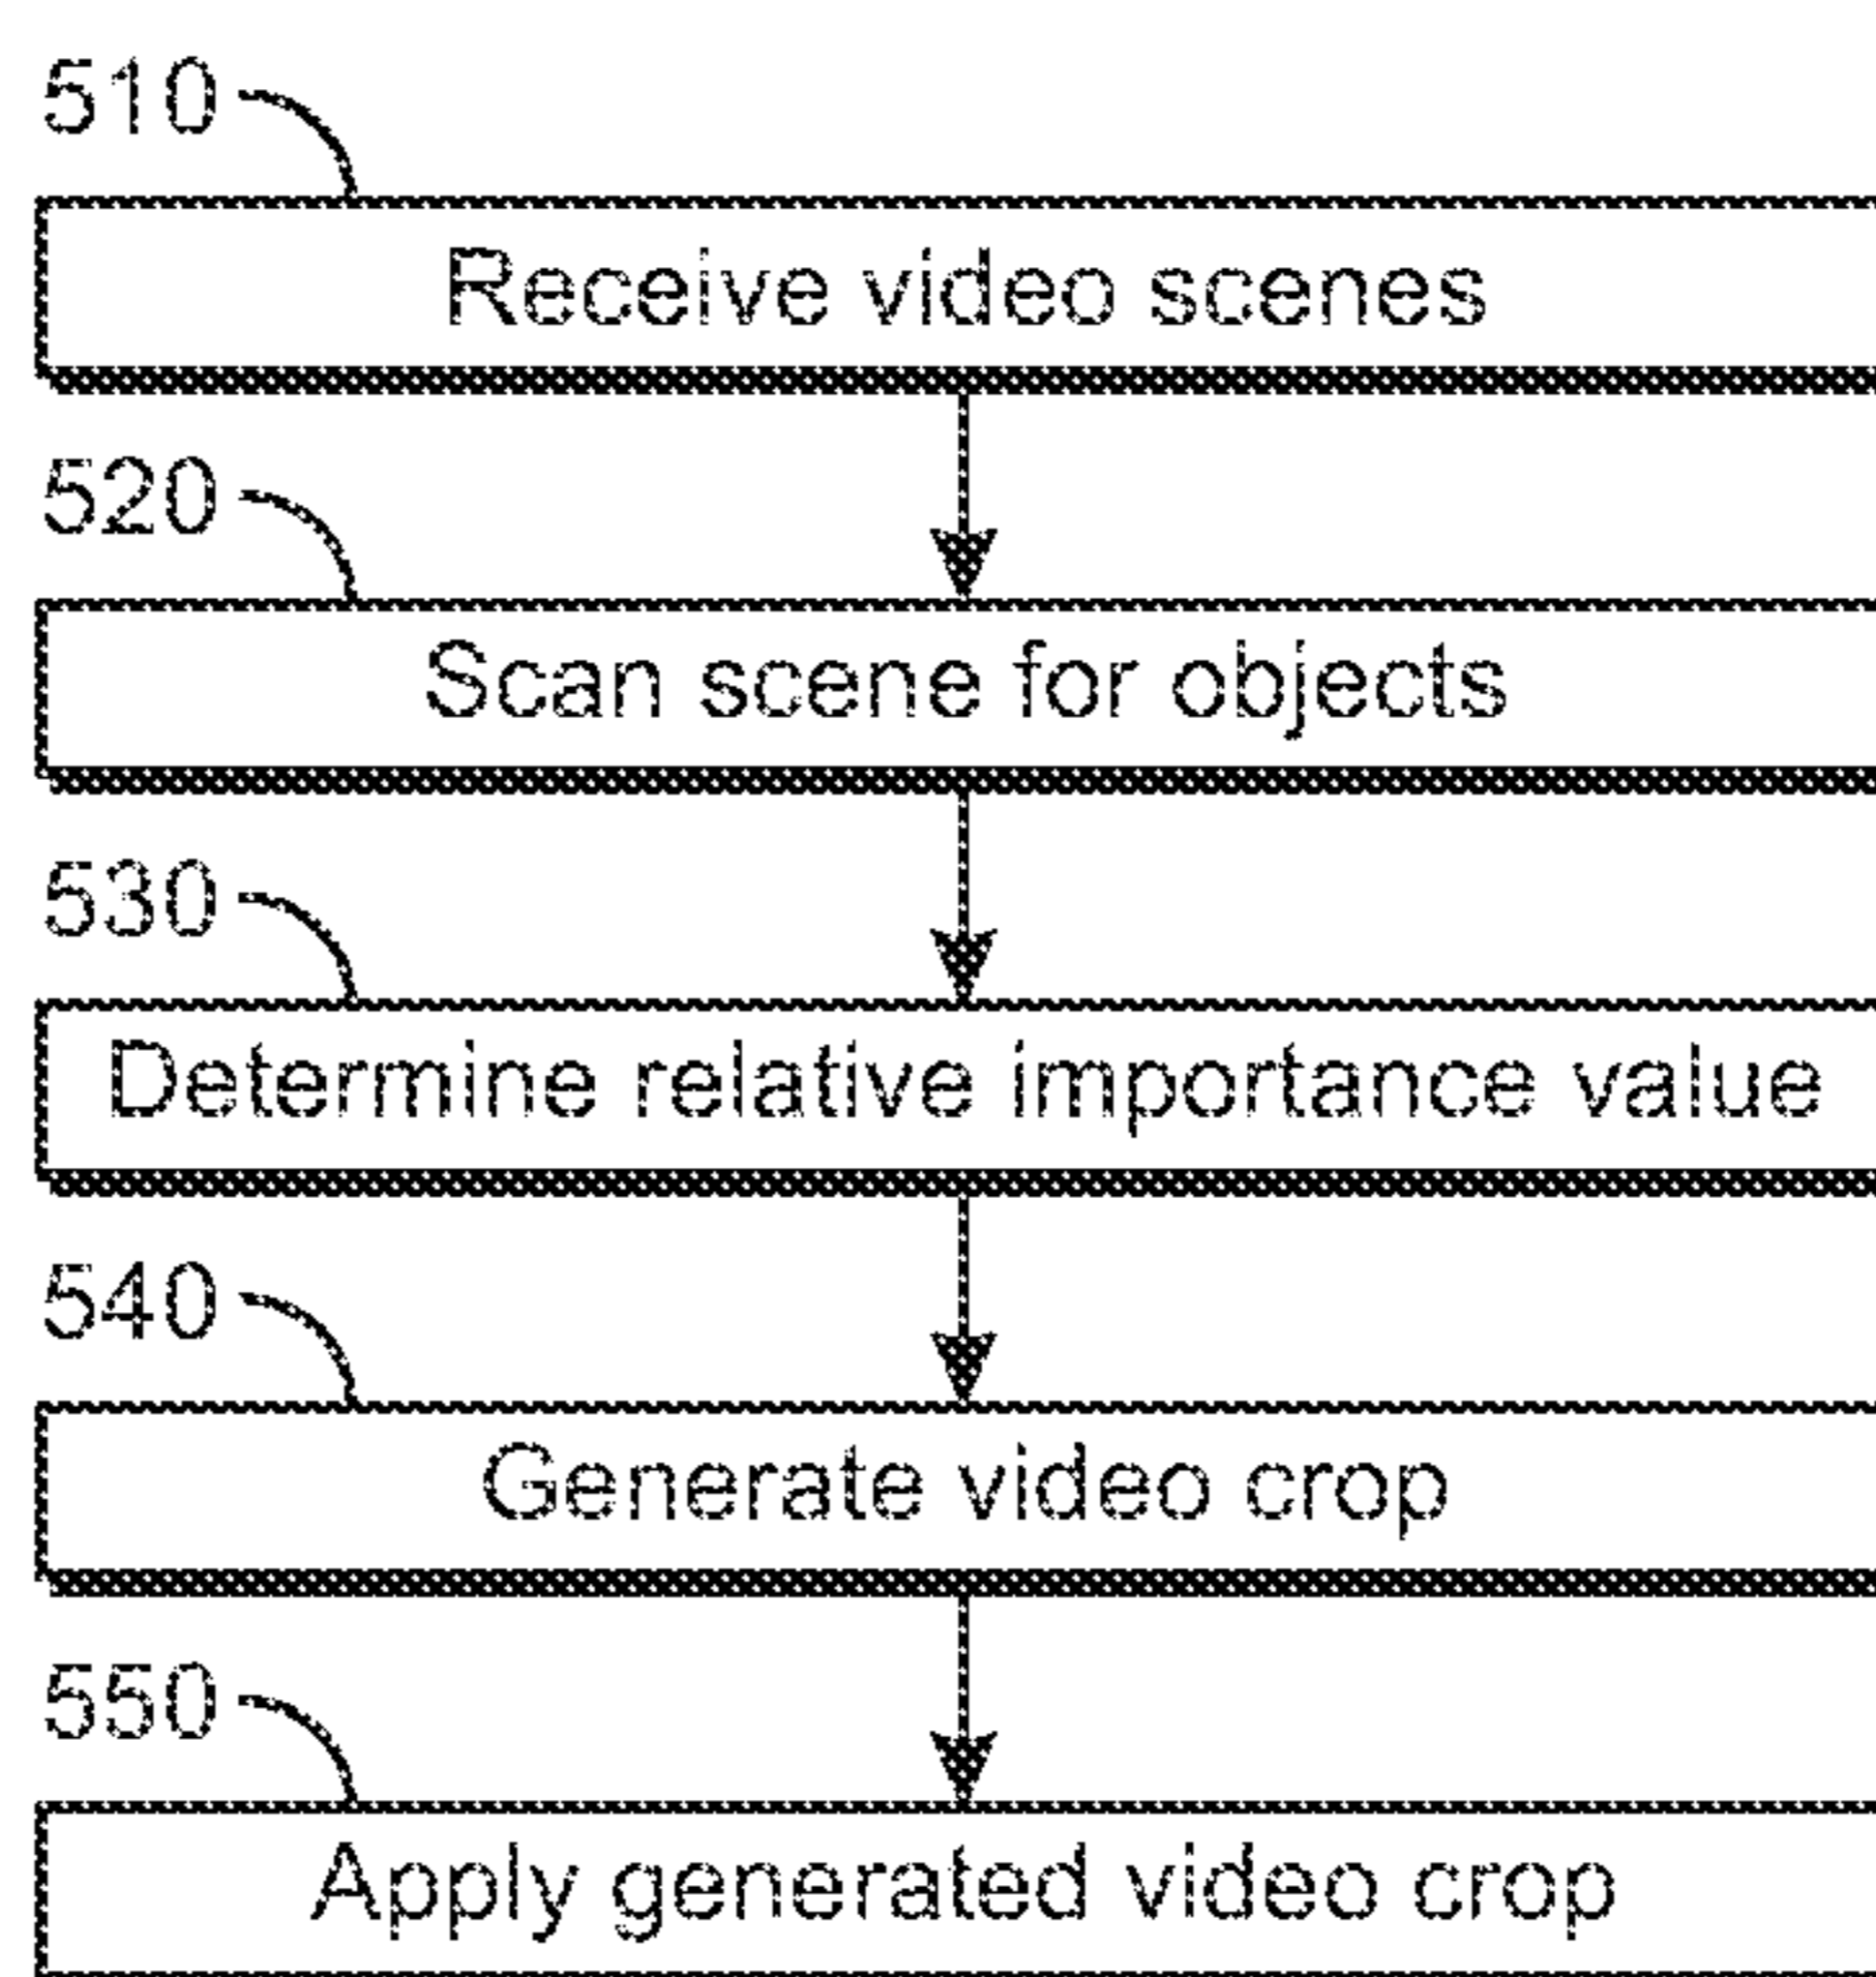 510
Receive video scenes
520
Scan scene for objects
530
Determine relative importance value
540
Generate video crop
550
Apply generated video crop